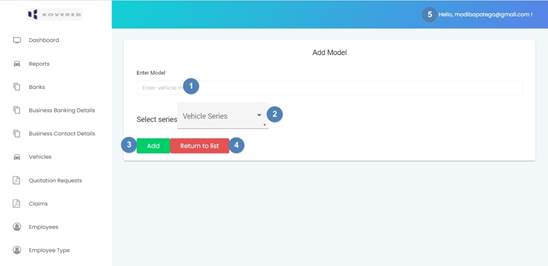 KOVERED
5
Hello, modibapatego@gmail.com !
Dashboard
Reports
Banks
Business Banking Details
Business Contact Details
Vehicles
Quotation Requests
Claims
Employees
Employee Type
Add Model
Enter Model
Enter vehicle m
1
Select series
Vehicle Series
2
3
Add
Return to list
4